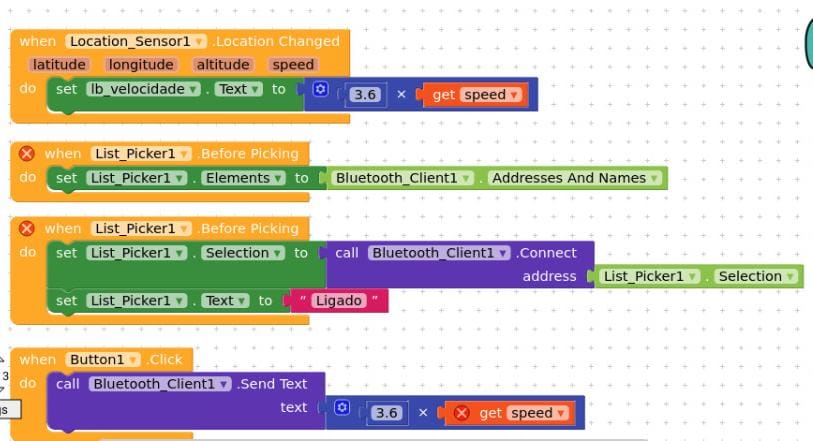 when Location_Sensor1 .Location Changed
latitude longitude altitude speed
do set lb_velocidade . Text to 3.6 × get speed
when List_Picker1 .Before Picking
do set List_Picker1 . Elements to Bluetooth_Client1 . Addresses And Names
when List_Picker1 .Before Picking
do set List_Picker1 . Selection to call Bluetooth_Client1 .Connect
address List_Picker1 . Selection
set List_Picker1 . Text to " Ligado "
when Button1 .Click
3
do call Bluetooth_Client1 .Send Text
gs
text 3.6 × get speed